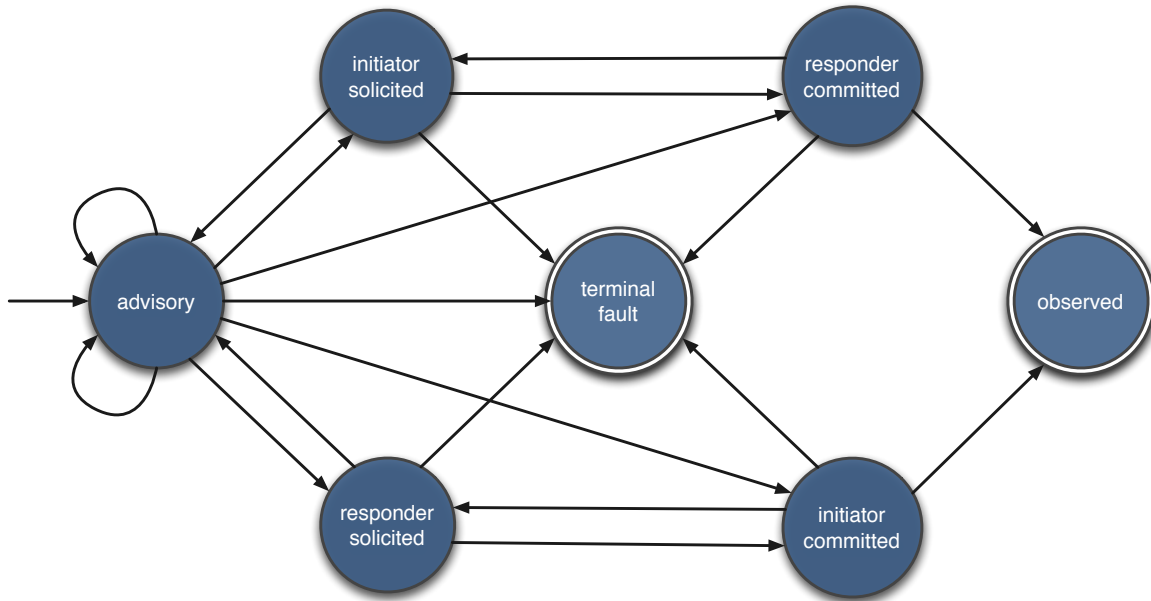 initiator
solicited
responder
committed
advisory
terminal
fault
observed
responder
solicited
initiator
committed